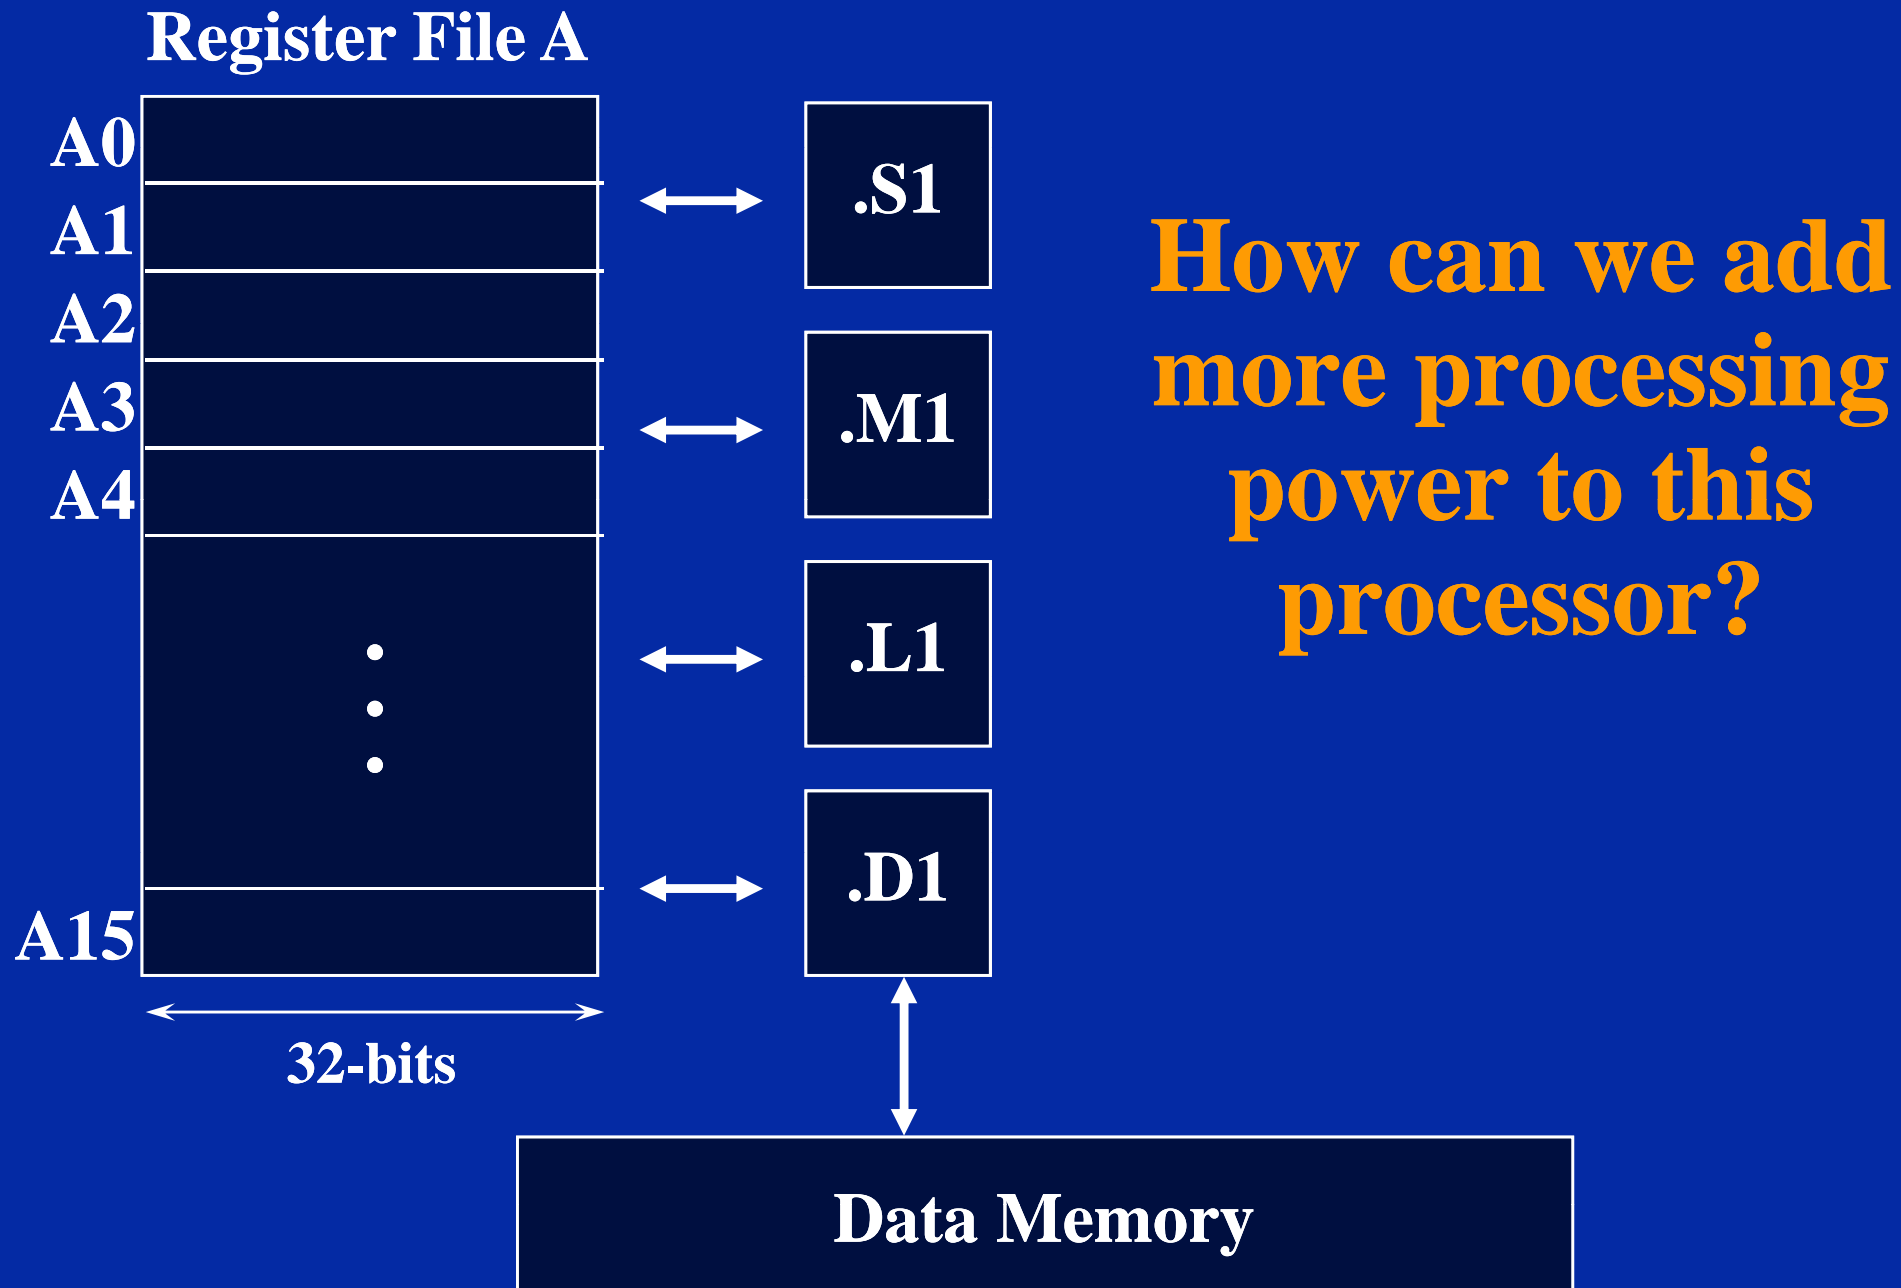 Register File A
A0
A1
A2
A3
A4
A15
32-bits
.S1
.M1
.L1
.D1
Data Memory
How can we add
more processing
power to this
processor?